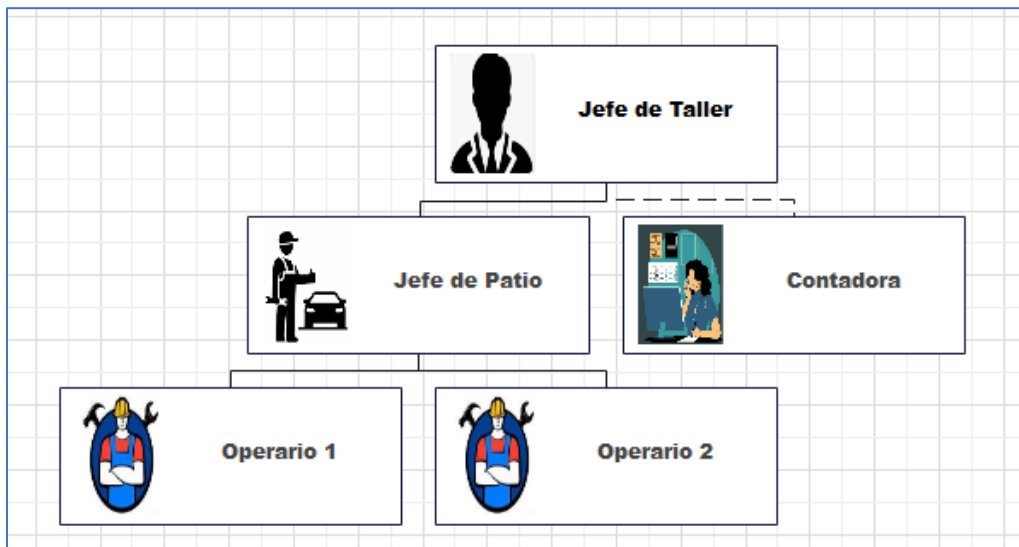 Jefe de Taller
Jefe de Patio
Contadora
Operario 1
Operario 2